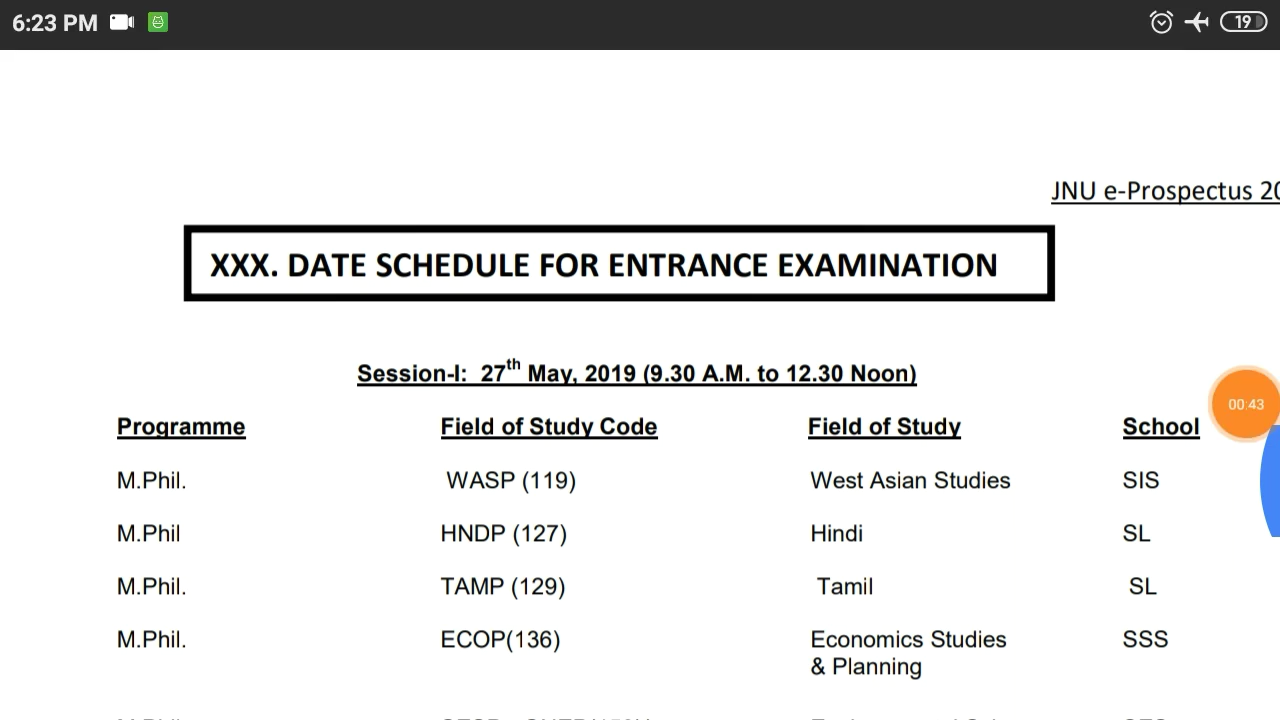 6:23 PM 19
JNU e-Prospectus 20
XXX. DATE SCHEDULE FOR ENTRANCE EXAMINATION
Session-I: 27th May, 2019 (9.30 A.M. to 12.30 Noon)
Programme Field of Study Code Field of Study School
00:43
M.Phil. WASP (119) West Asian Studies SIS
M.Phil HNDP (127) Hindi SL
M.Phil. TAMP (129) Tamil SL
M.Phil. ECOP(136) Economics Studies SSS
& Planning